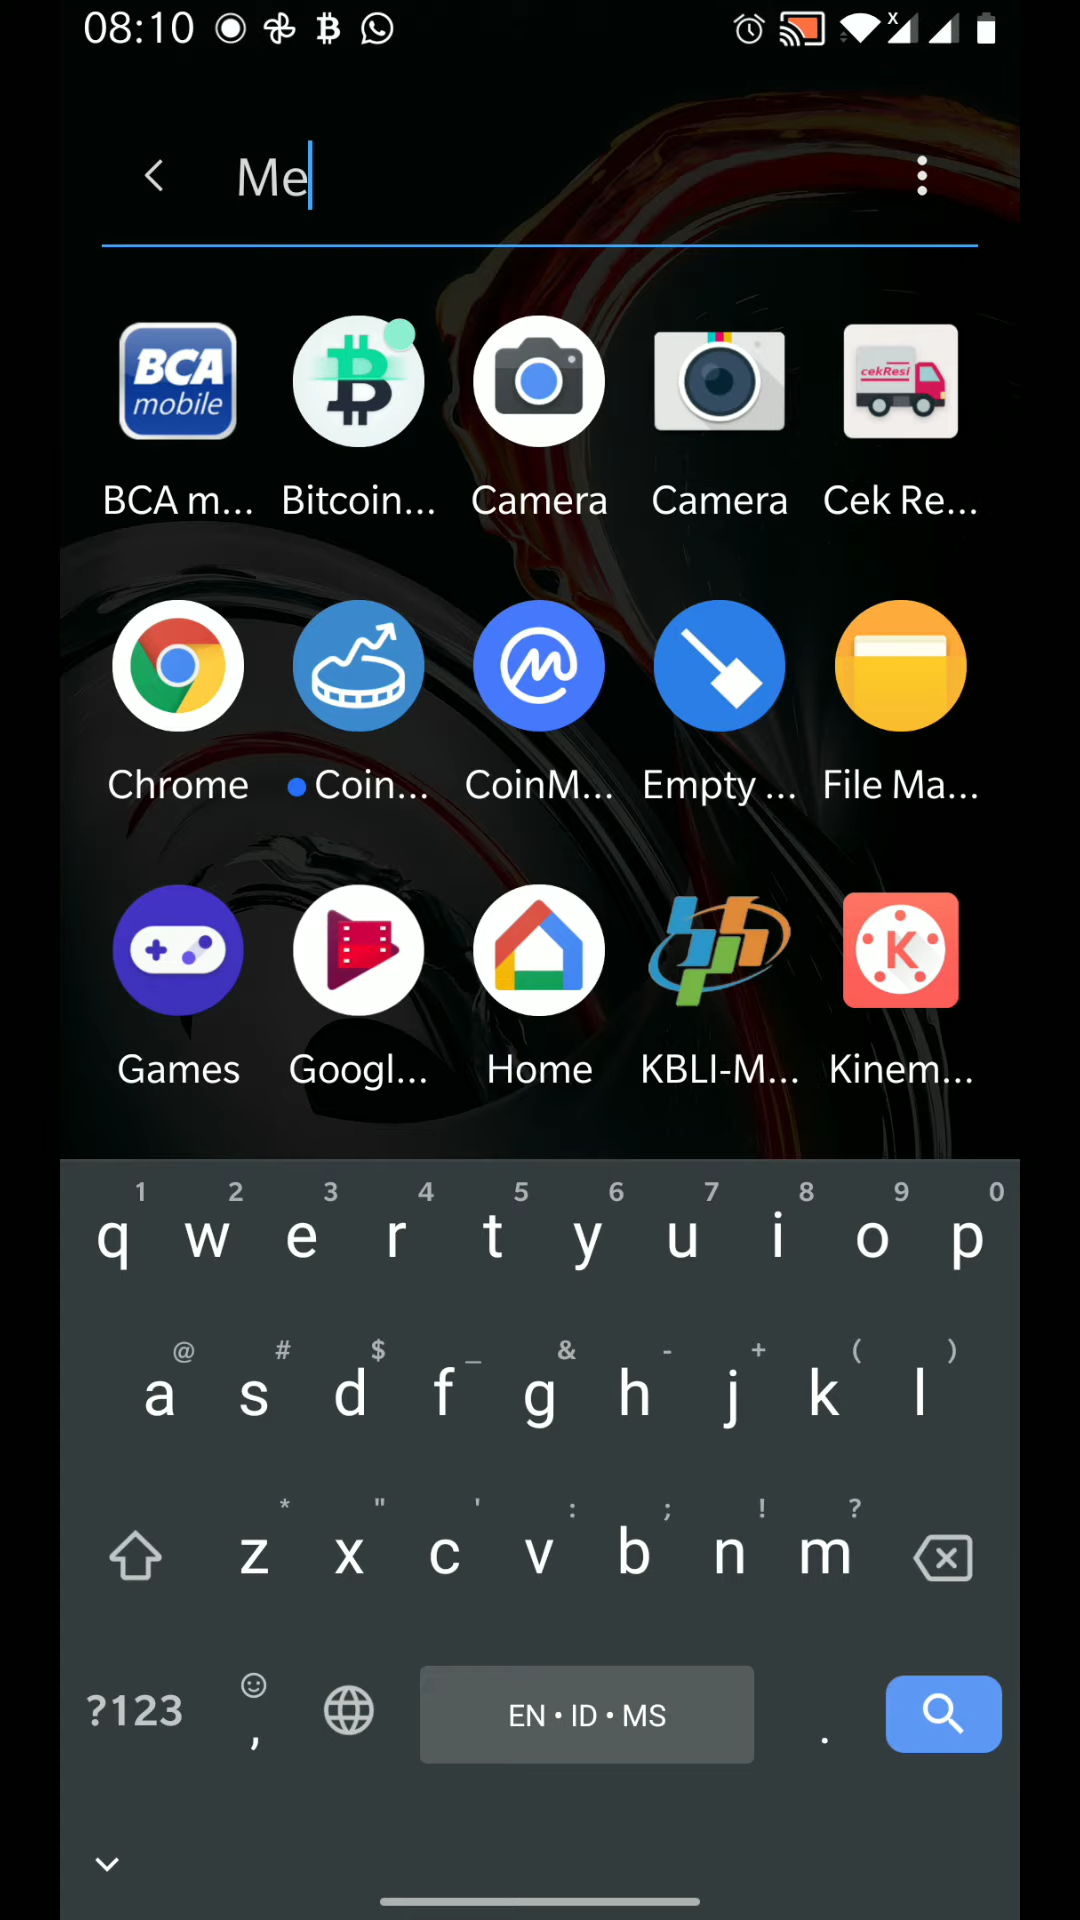 08:10
Me
BCA m... Bitcoin... Camera Camera Cek Re...
BCA
mobile
cekResi
Chrome Coin... CoinM... Empty ... File Ma...
K
Games Googl... Home KBLI-M... Kinem...
1 2 3 4 5 6 7 8 9 0
q w e r t y u i o p
@ # $ _ & - + ( )
a s d f g h j k l
* " ' : ; ! ?
z x c v b n m
?123 , EN • ID • MS .